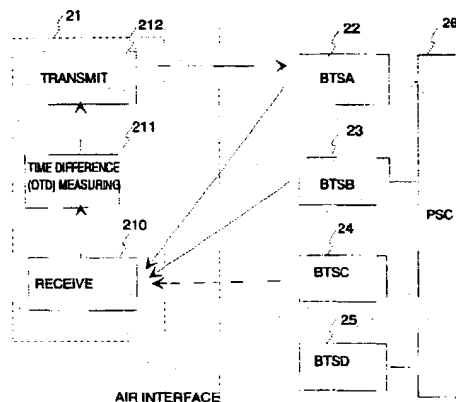 21
212
22
26
TRANSMIT
BTSA
211
23
TIME DIFFERENCE
(OTD) MEASURING
BTSB
PSC
210
24
RECEIVE
BTSC
25
BTSD
AIR INTERFACE